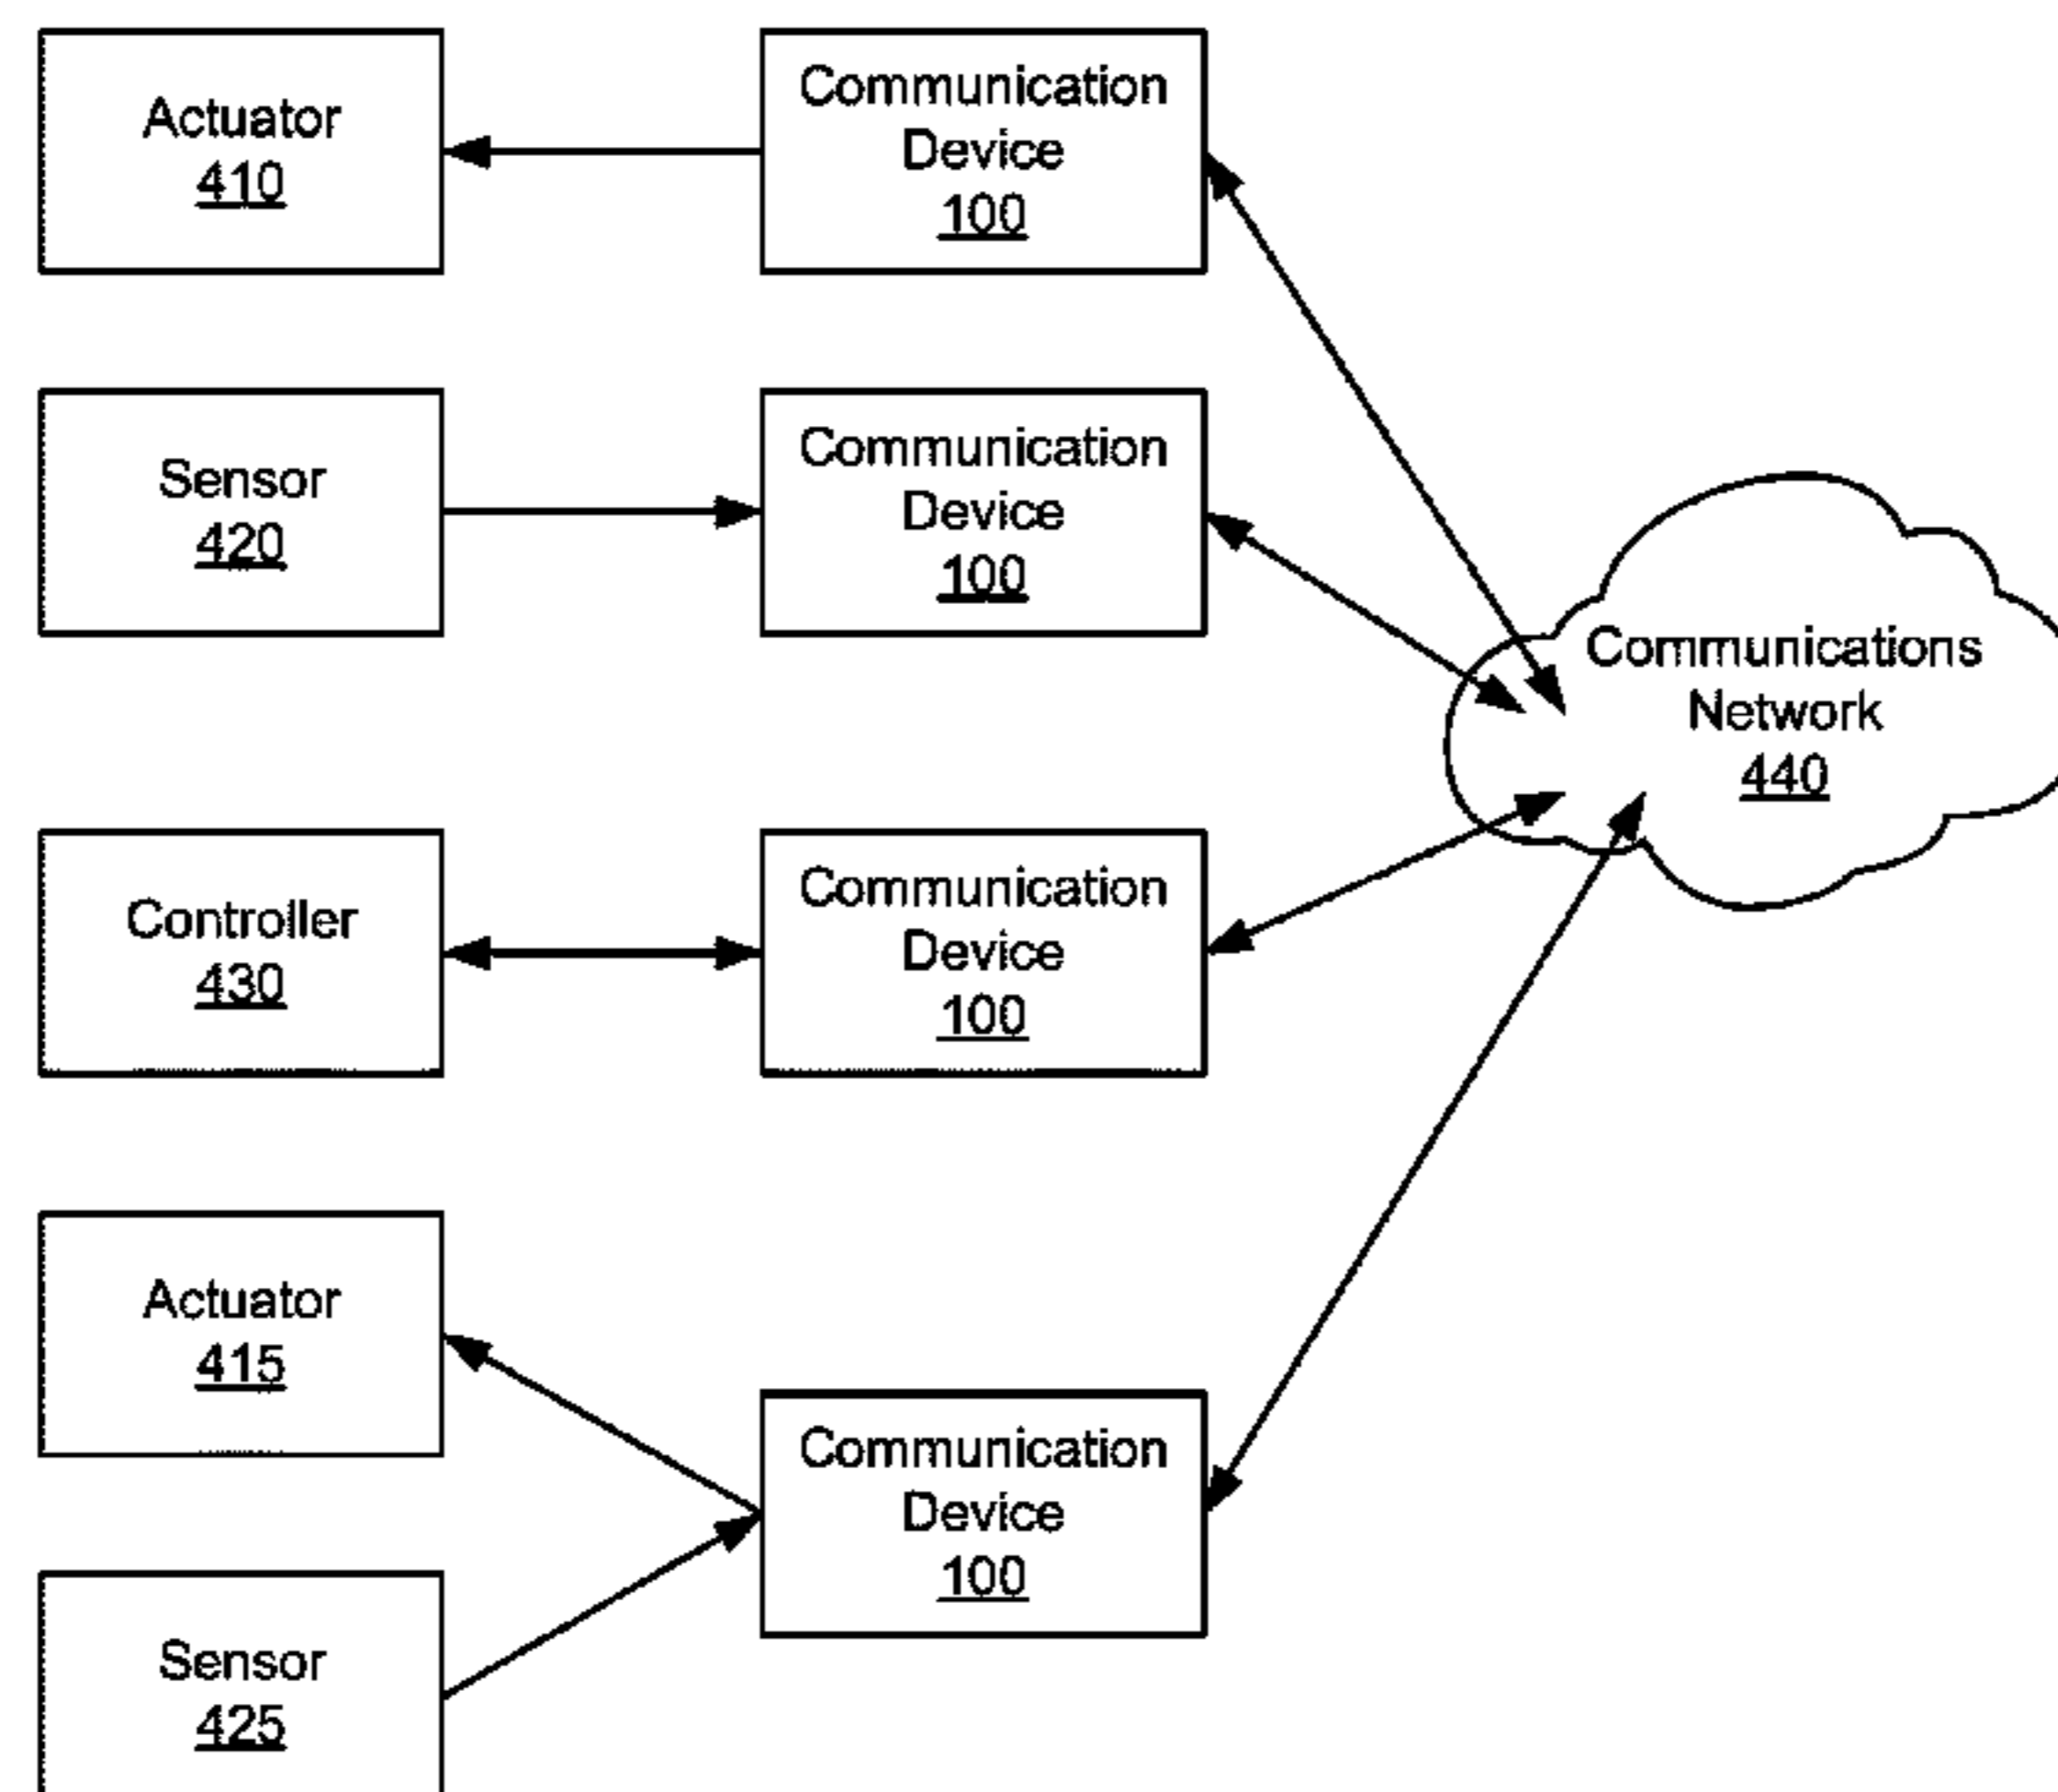 Actuator
410
Communication
Device
100
Sensor
420
Communication
Device
100
Communications
Network
440
Controller
430
Communication
Device
100
Actuator
415
Communication
Device
100
Sensor
425